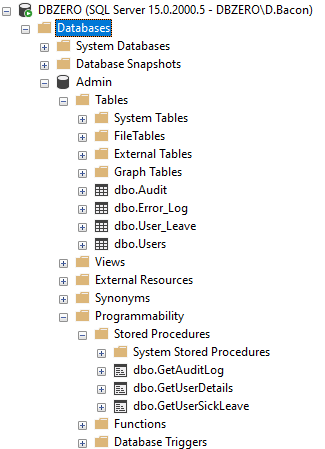 DBZERO (SQL Server 15.0.2000.5 - DBZERO\D.Bacon)
Databases
System Databases
Database Snapshots
Admin
Tables
System Tables
FileTables
External Tables
Graph Tables
dbo.Audit
dbo.Error_Log
dbo.User_Leave
dbo.Users
Views
External Resources
Synonyms
Programmability
Stored Procedures
System Stored Procedures
dbo.GetAuditLog
dbo.GetUserDetails
dbo.GetUserSickLeave
Functions
Database Triggers